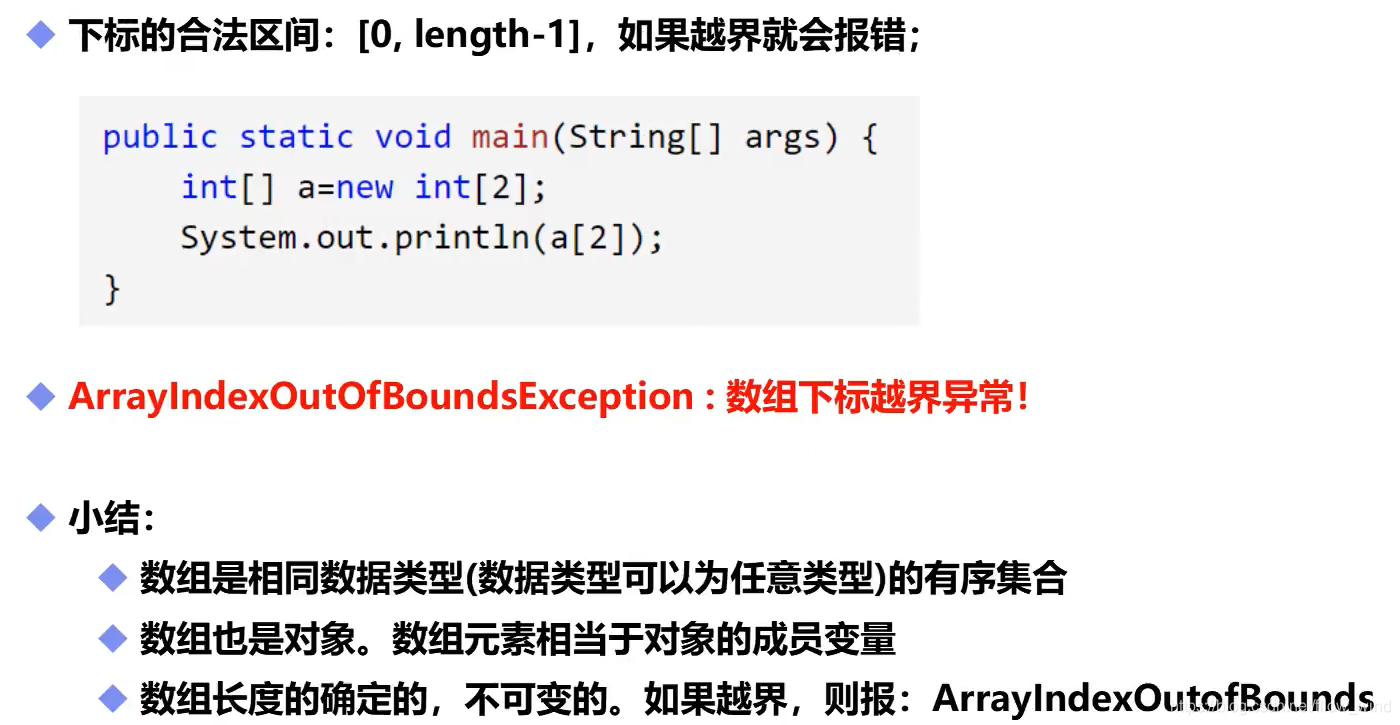 下标的合法区间：[0, length-1]，如果越界就会报错；
public static void main(String[] args) {
int[] a=new int[2];
System.out.println(a[2]);
}
ArrayIndexOutOfBoundsException : 数组下标越界异常！
小结：
数组是相同数据类型(数据类型可以为任意类型)的有序集合
数组也是对象。数组元素相当于对象的成员变量
数组长度的确定的，不可变的。如果越界，则报：ArrayIndexOutofBounds